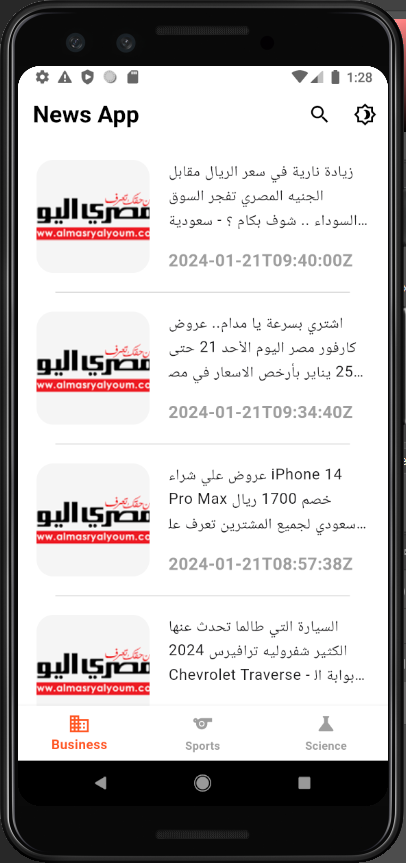 1:28
News App
زيادة نارية في سعر الريال مقابل
الجنيه المصري تفجر السوق
السوداء .. شوف بكام ؟ - سعودية...
2024-01-21T09:40:00Z
اشتري بسرعة يا مدام.. عروض
كارفور مصر اليوم الأحد 21 حتى
25 يناير بأرخص الاسعار في مص...
2024-01-21T09:34:40Z
عروض علي شراء iPhone 14
Pro Max خصم 1700 ريال
سعودي لجميع المشترين تعرف عل...
2024-01-21T08:57:38Z
السيارة التي طالما تحدث عنها
الكثير شفروليه ترافيرس 2024
Chevrolet Traverse - بوابة ال...
مصري اليو
www.almasryalyoum.co
مصري اليو
www.almasryalyoum.co
مصري اليو
www.almasryalyoum.co
مصري اليو
www.almasryalyoum.co
Business
Sports
Science